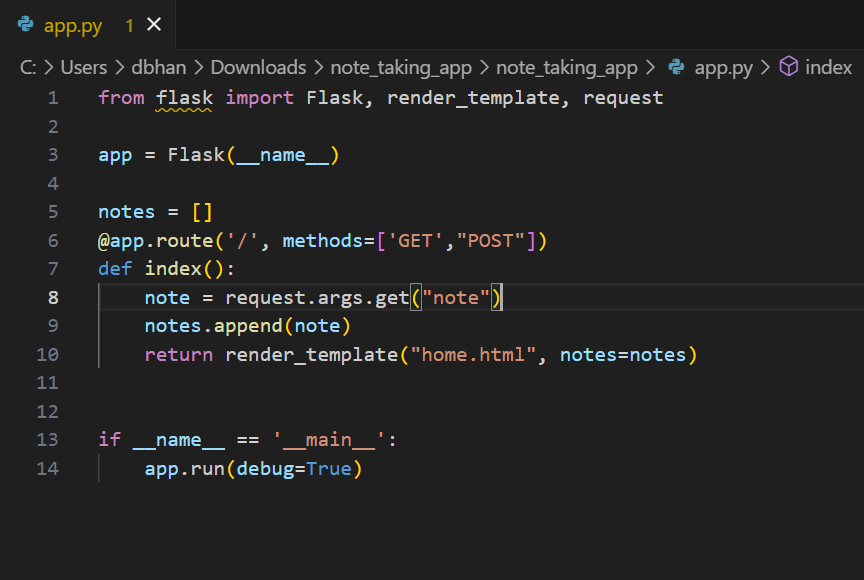 app.py 1
C: > Users > dbhan > Downloads > note_taking_app > note_taking_app > app.py > index
1 from flask import Flask, render_template, request
2
3 app = Flask(__name__)
4
5 notes = []
6 @app.route('/', methods=['GET',"POST"])
7 def index():
8     note = request.args.get("note")
9     notes.append(note)
10     return render_template("home.html", notes=notes)
11
12
13 if __name__ == '__main__':
14     app.run(debug=True)